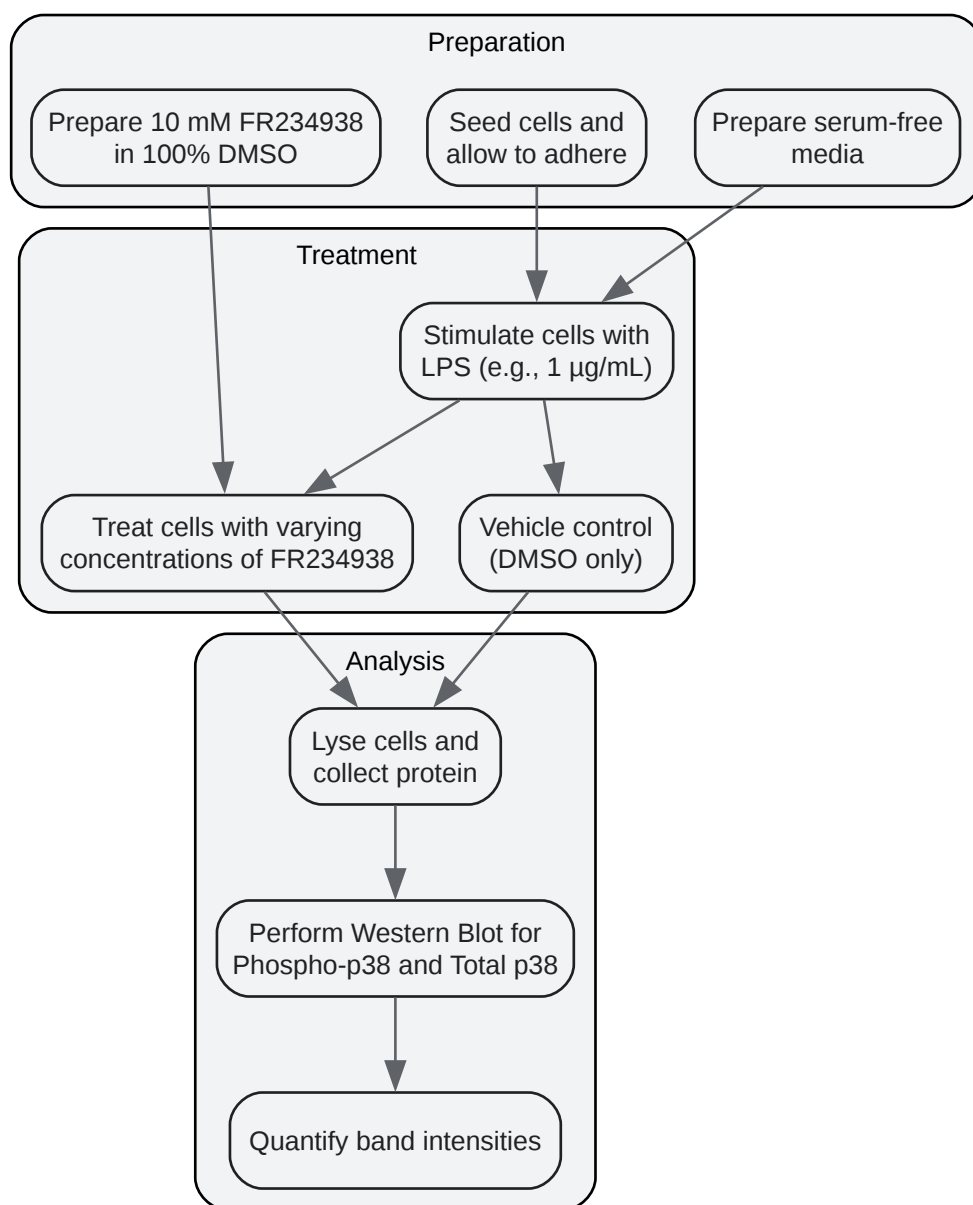 Preparation
Prepare 10 mM FR234938
in 100% DMSO
Seed cells and
allow to adhere
Prepare serum-free
media
Treatment
Stimulate cells with
LPS (e.g., 1 µg/mL)
Treat cells with varying
concentrations of FR234938
Vehicle control
(DMSO only)
Analysis
Lyse cells and
collect protein
Perform Western Blot for
Phospho-p38 and Total p38
Quantify band intensities